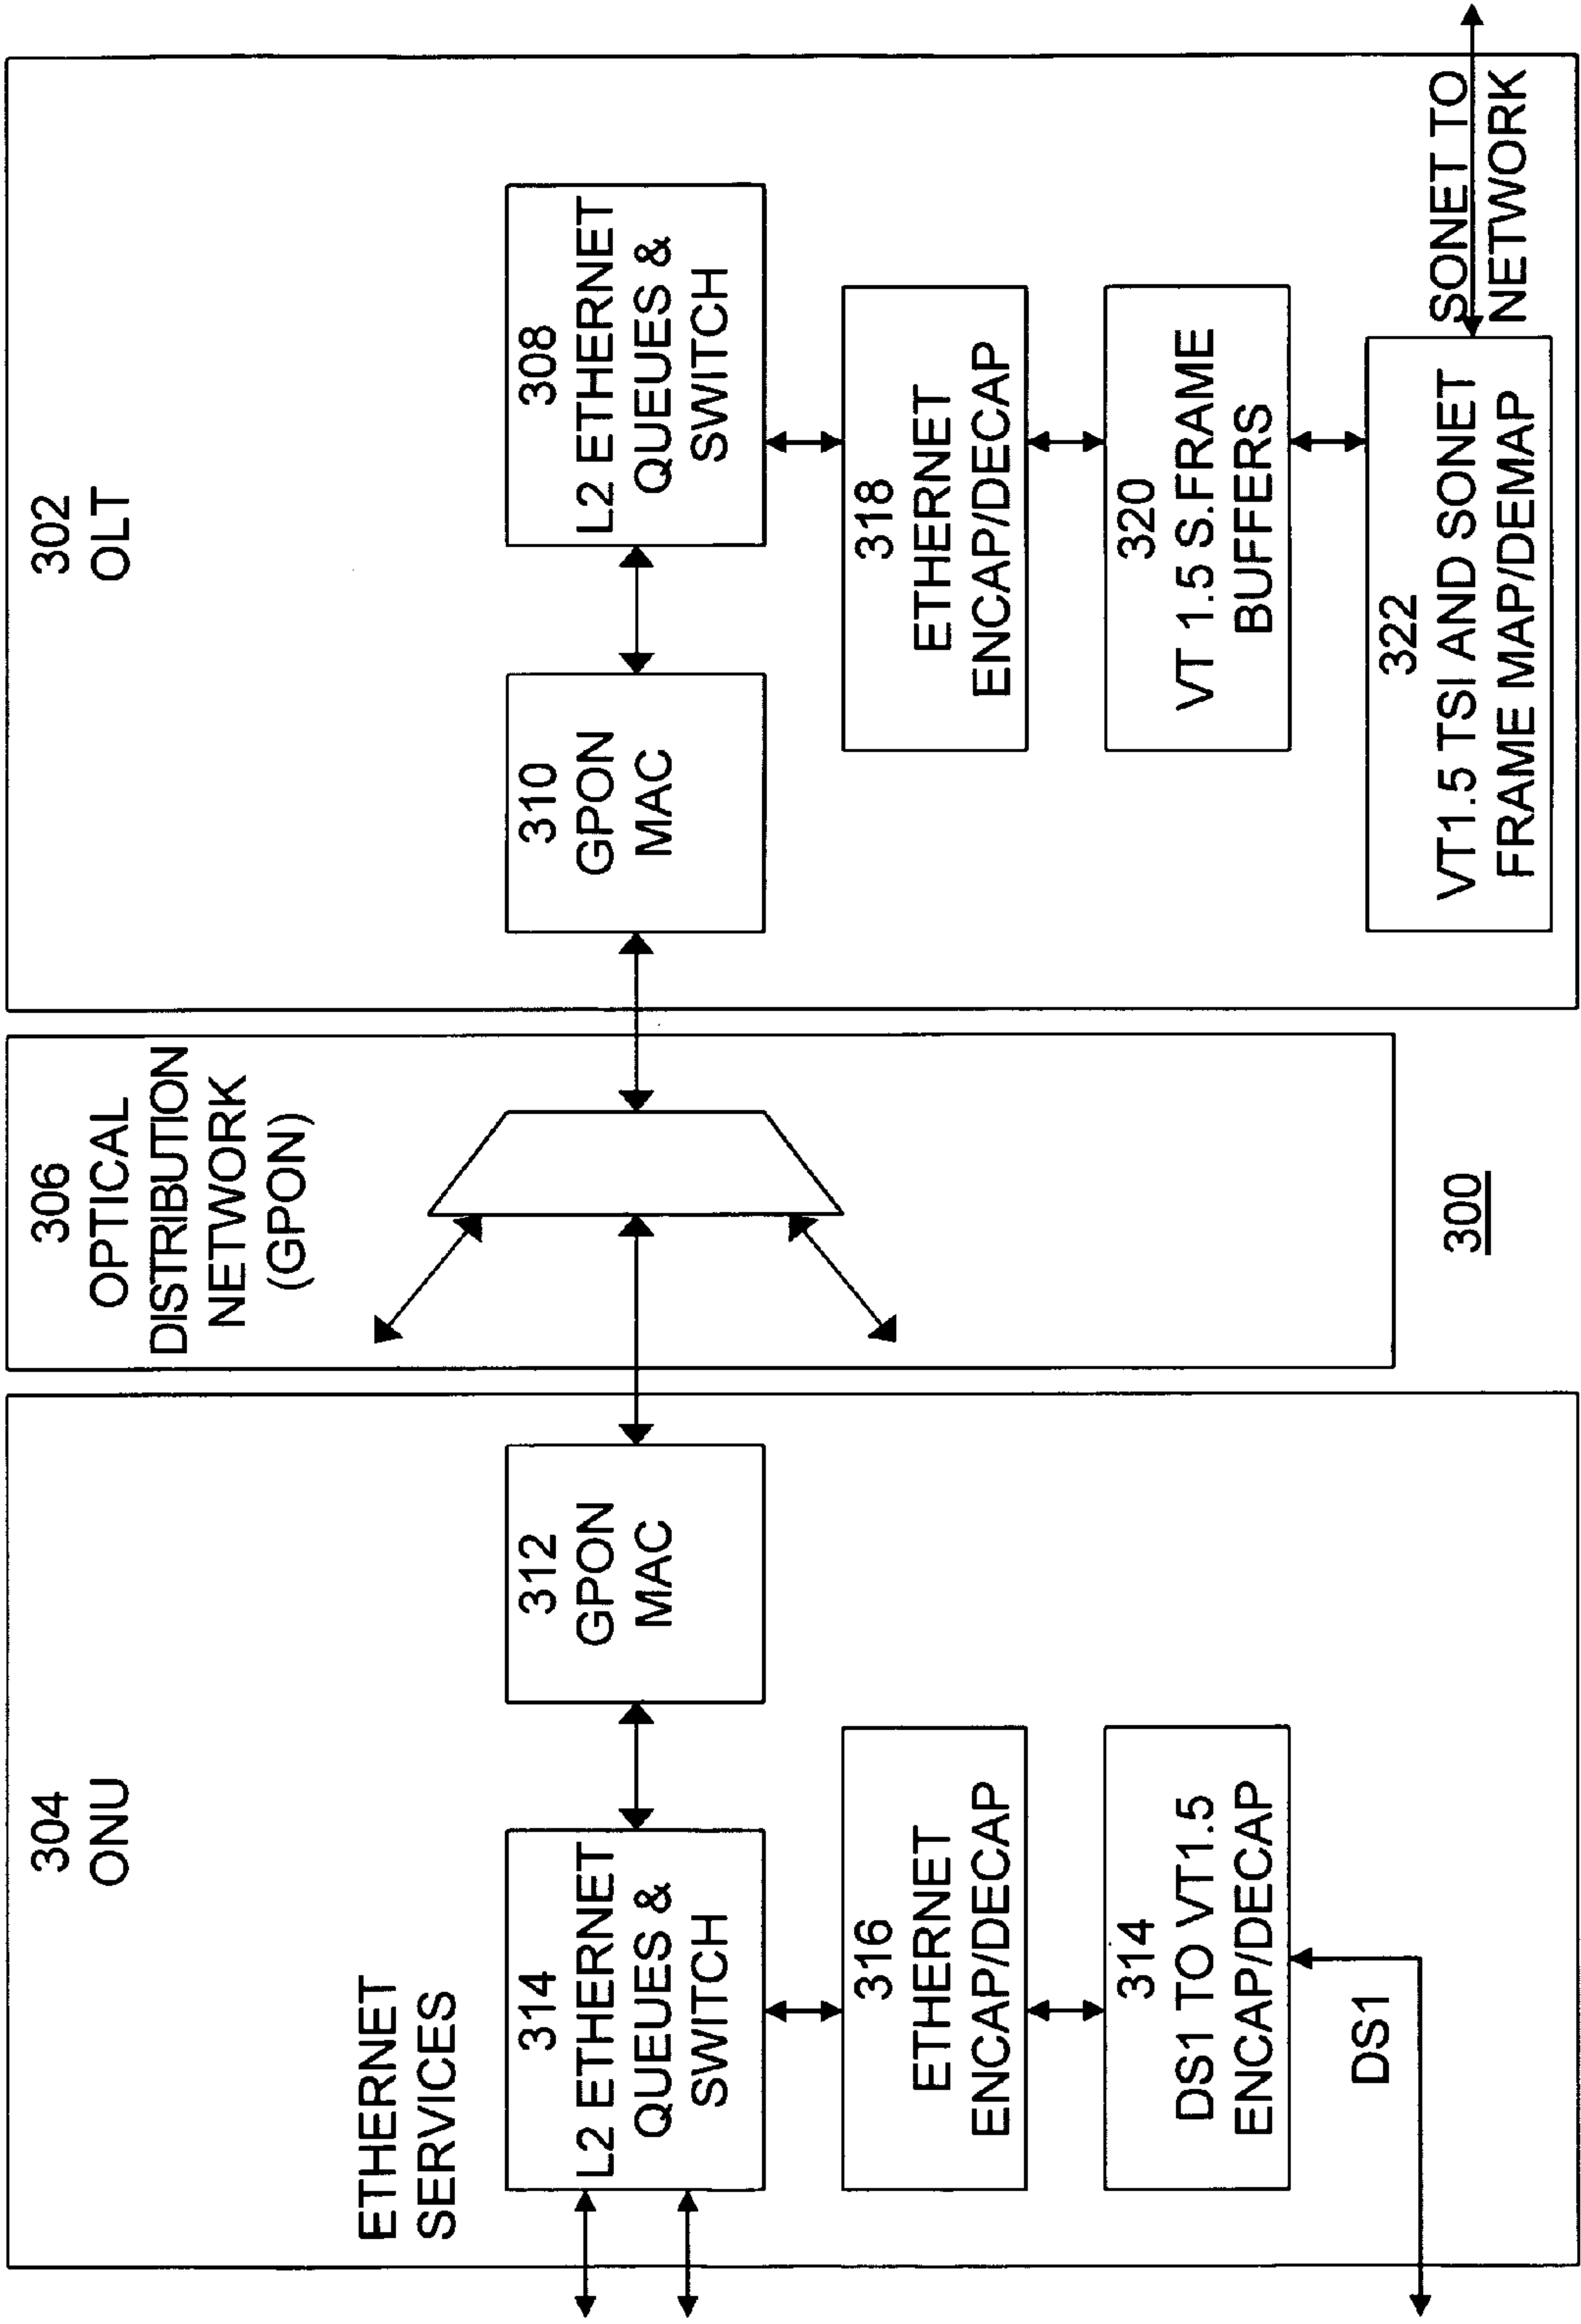 304
ONU
ETHERNET
SERVICES
314
L2 ETHERNET
QUEUES &
SWITCH
312
GPON
MAC
316
ETHERNET
ENCAP/DECAP
314
DS1 TO VT1.5
ENCAP/DECAP
DS1
306
OPTICAL
DISTRIBUTION
NETWORK
(GPON)
300
302
OLT
310
GPON
MAC
308
L2 ETHERNET
QUEUES &
SWITCH
318
ETHERNET
ENCAP/DECAP
320
VT 1.5 S.FRAME
BUFFERS
322
VT1.5 TSI AND SONET
FRAME MAP/DEMAP
SONET TO
NETWORK